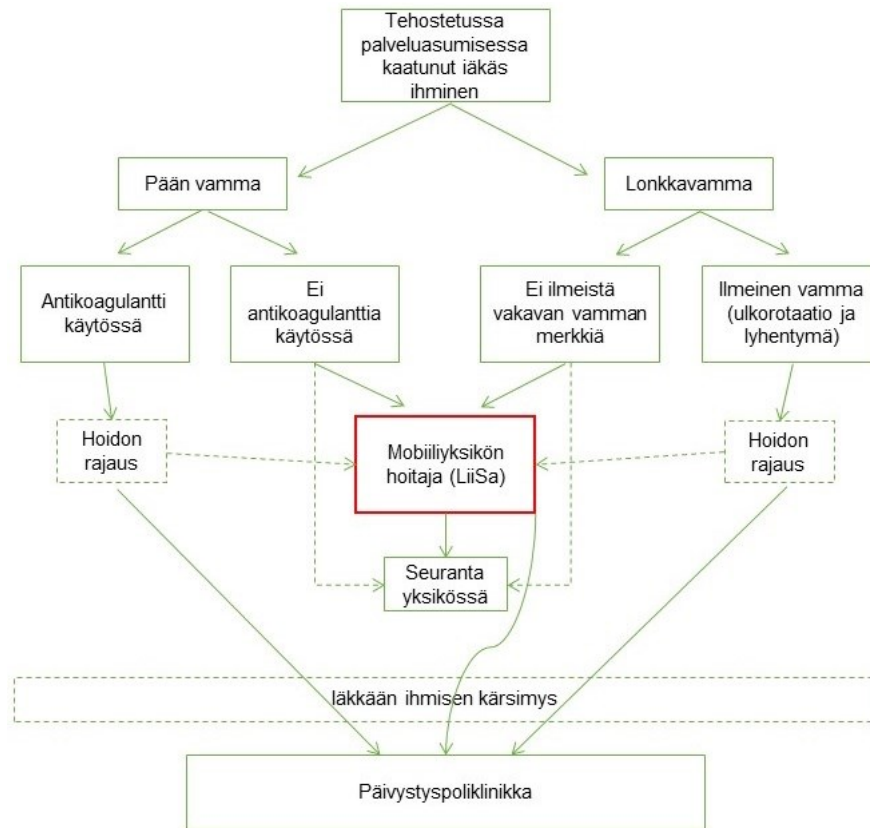 Tehostetussa
palveluasumisessa
kaatunut iäkäs
ihminen
Pään vamma
Lonkkavamma
Antikoagulantti
käytössä
Ei
antikoagulanttia
käytössä
Ei ilmeistä
vakavan vamman
merkkiä
Ilmeinen vamma
(ulkorotaatio ja
lyhentymä)
Hoidon
rajaus
Mobiiliyksikön
hoitaja (LiiSa)
Hoidon
rajaus
Seuranta
yksikössä
Iäkkään ihmisen kärsimys
Päivystyspoliklinikka